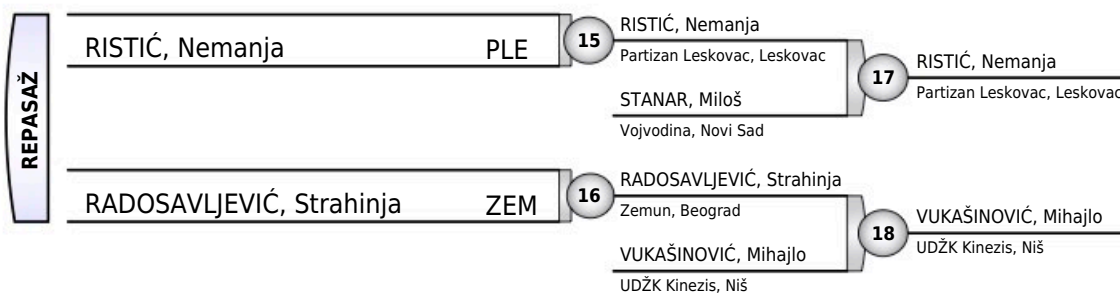 REPASAŽ
RISTIĆ, Nemanja PLE
15
RISTIĆ, Nemanja
Partizan Leskovac, Leskovac
STANAR, Miloš
Vojvodina, Novi Sad
17
RISTIĆ, Nemanja
Partizan Leskovac, Leskovac
RADOSAVLJEVIĆ, Strahinja ZEM
16
RADOSAVLJEVIĆ, Strahinja
Zemun, Beograd
VUKAŠINOVIĆ, Mihajlo
UDŽK Kinezis, Niš
18
VUKAŠINOVIĆ, Mihajlo
UDŽK Kinezis, Niš